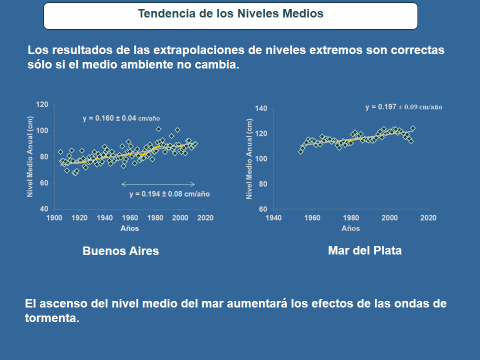 Tendencia de los Niveles Medios
Los resultados de las extrapolaciones de niveles extremos son correctas
sólo si el medio ambiente no cambia.
120
100
80
60
40
Nivel Medio Anual (cm)
y = 0.160 ± 0.04 cm/año
y = 0.194 ± 0.08 cm/año
1900 1920 1940 1960 1980 2000 2020
Años
Buenos Aires
140
120
100
80
60
Nivel Medio Anual (cm)
y = 0.197 ± 0.09 cm/año
1940 1960 1980 2000 2020
Años
Mar del Plata
El ascenso del nivel medio del mar aumentará los efectos de las ondas de
tormenta.